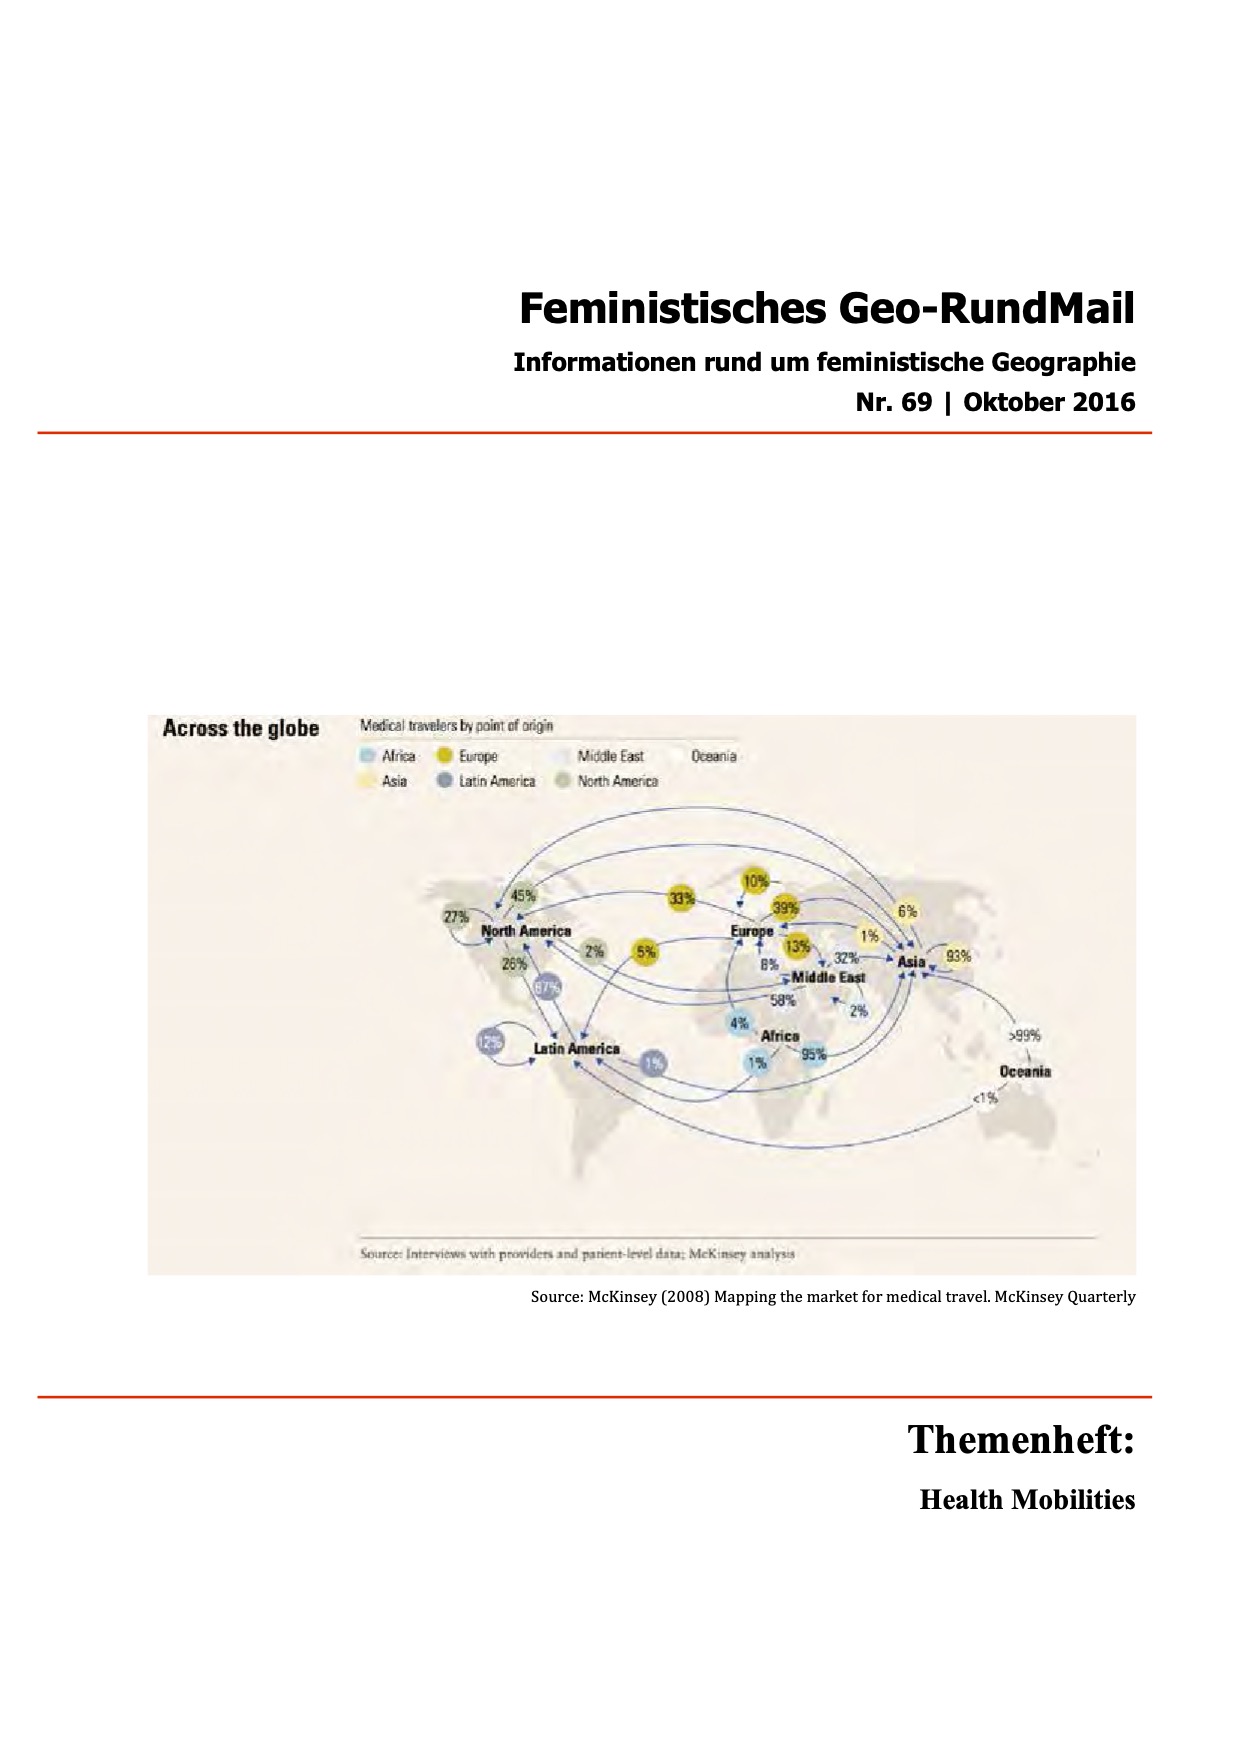 Feministisches Geo-RundMail
Informationen rund um feministische Geographie
Nr. 69 | Oktober 2016
Across the globe
Medical travelers by point of origin
Africa Europe Middle East Oceania
Asia Latin America North America
10%
45% 33% 39% 6%
27%
North America Europe 1%
2% 5% 13% 32% Asia 93%
26% 8%
Middle East
87% 58% 2%
4% Africa >99%
12% Latin America 1% 1% 95%
Oceania
<1%
Source: Interviews with providers and patient-level data; McKinsey analysis
Source: McKinsey (2008) Mapping the market for medical travel. McKinsey Quarterly
Themenheft:
Health Mobilities